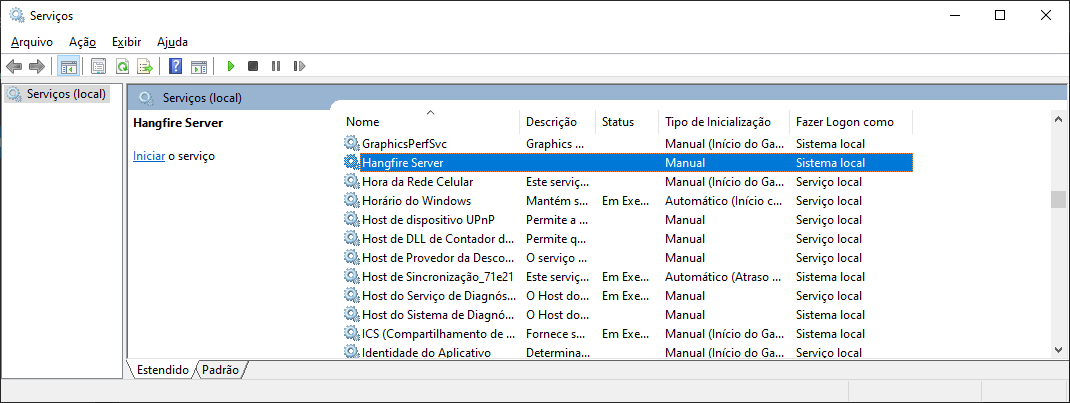 Serviços
Arquivo Ação Exibir Ajuda
Serviços (local)
Serviços (local)
Hangfire Server
Iniciar o serviço
Nome Descrição Status Tipo de Inicialização Fazer Logon como
GraphicsPerfSvc Graphics ... Manual (Início do Ga... Sistema local
Hangfire Server Manual Sistema local
Hora da Rede Celular Este serviç... Manual (Início do Ga... Serviço local
Horário do Windows Mantém s... Em Exe... Automático (Início c... Serviço local
Host de dispositivo UPnP Permite a ... Manual Serviço local
Host de DLL de Contador d... Permite q... Manual Serviço local
Host de Provedor da Desco... O serviço ... Manual Serviço local
Host de Sincronização_71e21 Este serviç... Em Exe... Automático (Atraso ... Sistema local
Host do Serviço de Diagnós... O Host do... Em Exe... Manual Serviço local
Host do Sistema de Diagnó... O Host do... Manual Sistema local
ICS (Compartilhamento de ... Fornece s... Em Exe... Manual (Início do Ga... Sistema local
Identidade do Aplicativo Determina... Manual (Início do Ga... Serviço local
Estendido Padrão